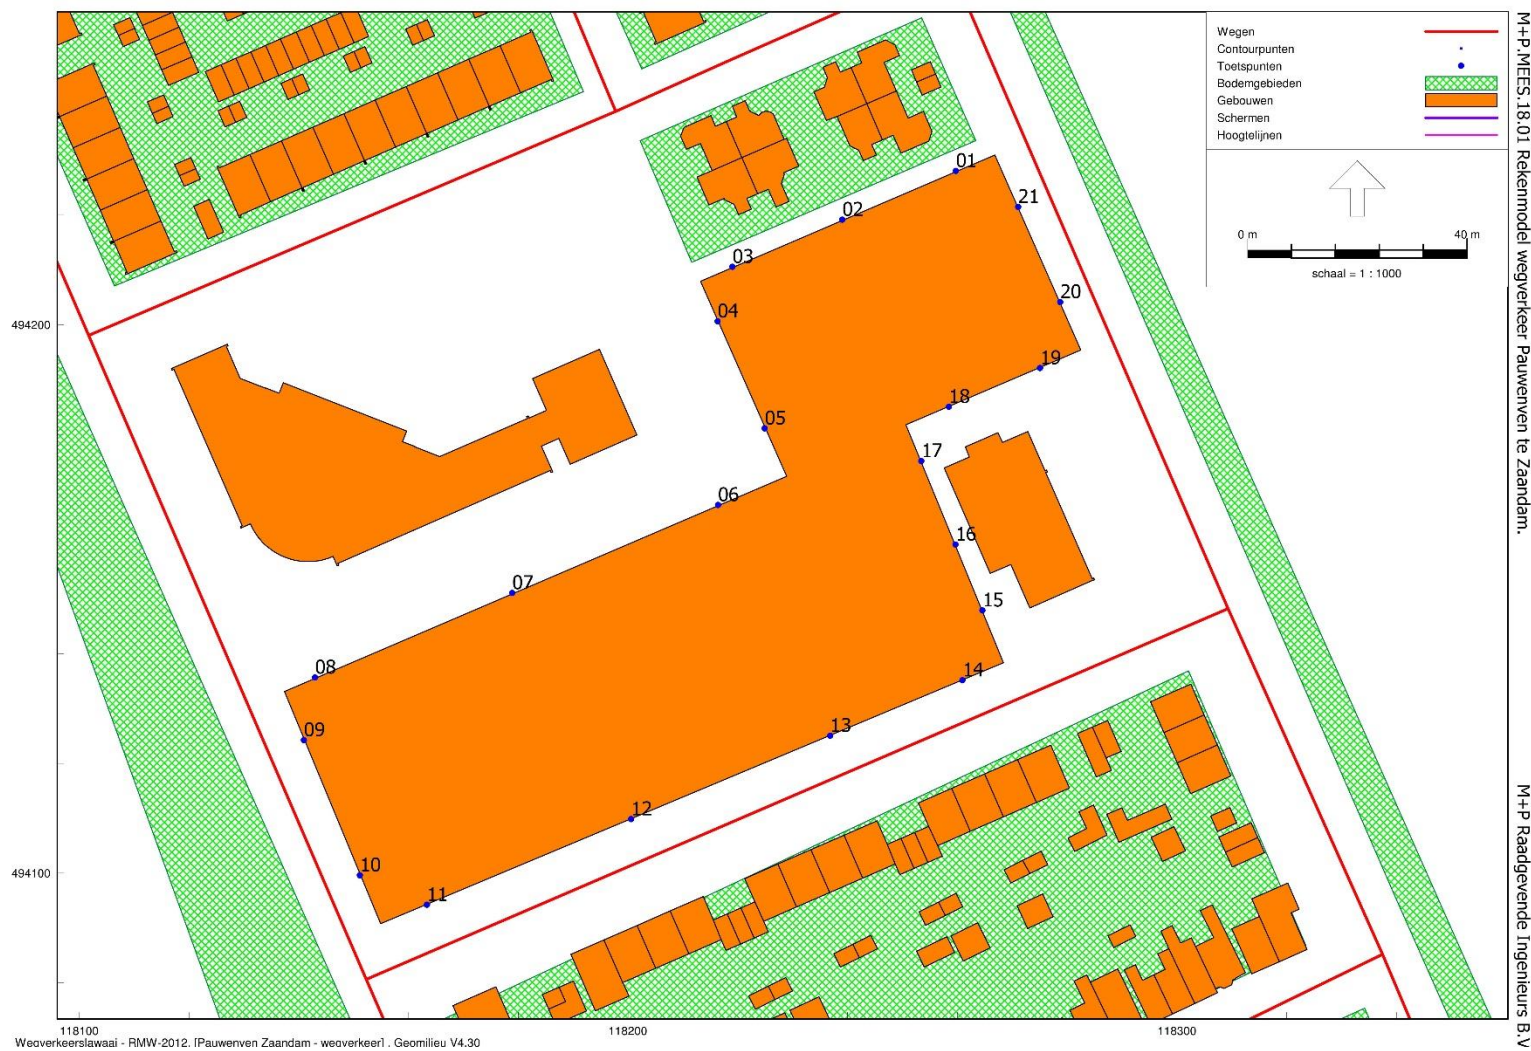 Wegen
Contourpunten
Toetspunten
Bodemgebieden
Gebouwen
Schermen
Hoogtelijnen
0 m 40 m
schaal = 1 : 1000
M+P.MEES.18.01 Rekenmodel wegverkeer Pauwenven te Zaandam.
M+P Raadgevende Ingenieurs B.V
01
21
02
03
20
04
19
18
05
17
06
16
07
15
08
14
09
13
12
10
11
494200
494100
118100 118200 118300
Wegverkeerslawaai - RMW-2012, [Pauwenven Zaandam - wegverkeer] , Geomilieu V4.30